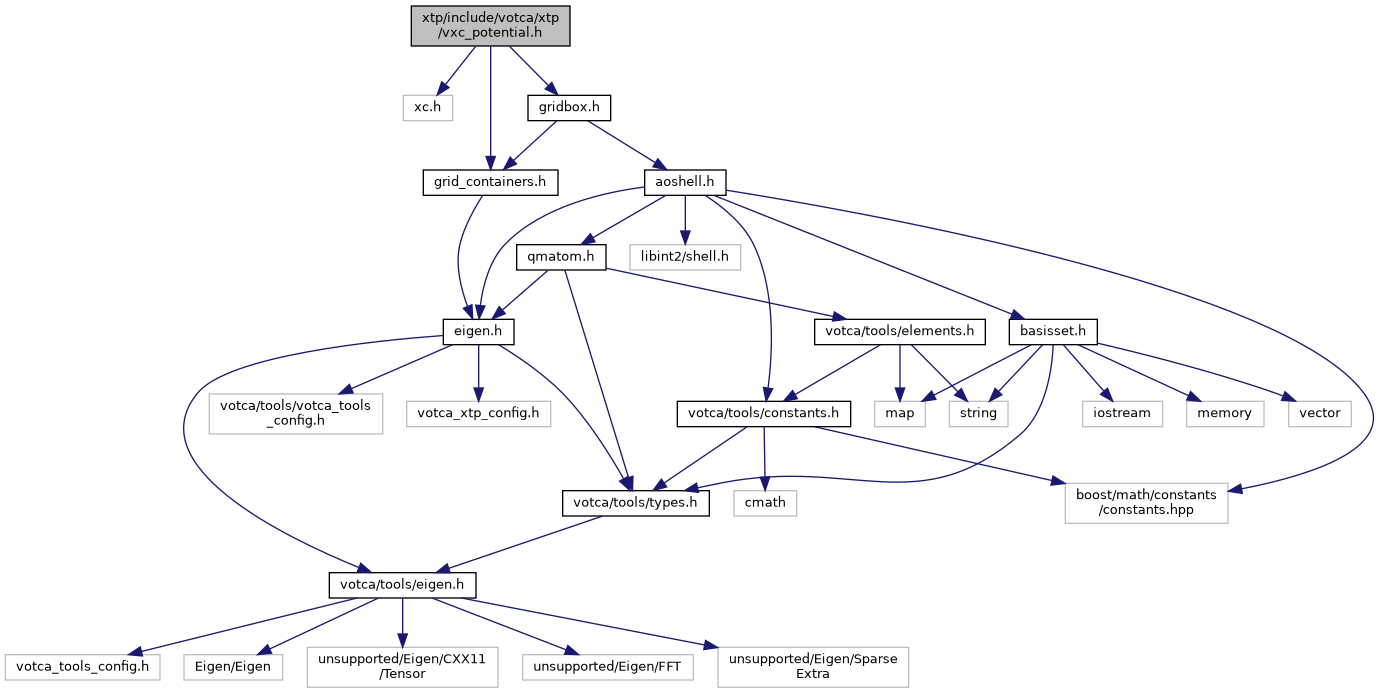 xtp/include/votca/xtp
/vxc_potential.h
xc.h
gridbox.h
grid_containers.h
aoshell.h
qmatom.h
libint2/shell.h
eigen.h
votca/tools/elements.h
basisset.h
votca/tools/votca_tools
_config.h
votca_xtp_config.h
votca/tools/constants.h
map
string
iostream
memory
vector
votca/tools/types.h
cmath
boost/math/constants
/constants.hpp
votca/tools/eigen.h
votca_tools_config.h
Eigen/Eigen
unsupported/Eigen/CXX11
/Tensor
unsupported/Eigen/FFT
unsupported/Eigen/Sparse
Extra